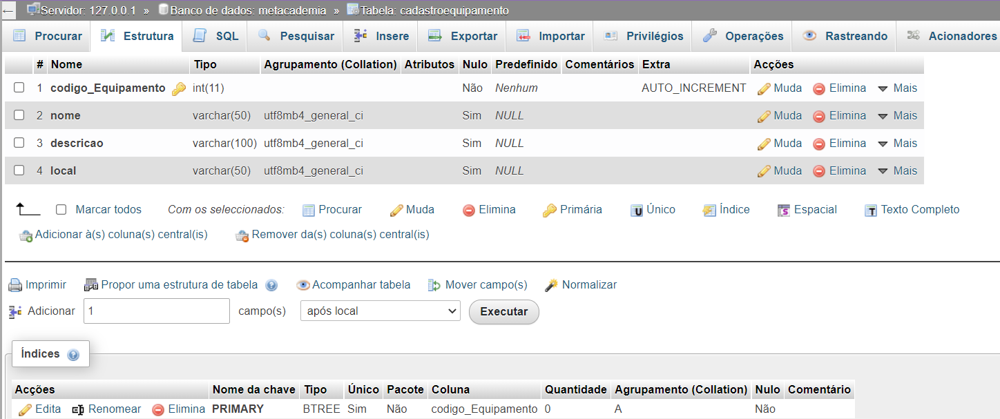 Servidor: 127.0.0.1 » Banco de dados: metacademia » Tabela: cadastroequipamento
Procurar Estrutura SQL Pesquisar Insere Exportar Importar Privilégios Operações Rastreando Acionadores
# Nome Tipo Agrupamento (Collation) Atributos Nulo Predefinido Comentários Extra Acções
1 codigo_Equipamento int(11) Não Nenhum AUTO_INCREMENT Muda Elimina Mais
2 nome varchar(50) utf8mb4_general_ci Sim NULL Muda Elimina Mais
3 descricao varchar(100) utf8mb4_general_ci Sim NULL Muda Elimina Mais
4 local varchar(50) utf8mb4_general_ci Sim NULL Muda Elimina Mais
Marcar todos Com os seleccionados: Procurar Muda Elimina Primária Único Índice Espacial Texto Completo
Adicionar à(s) coluna(s) central(is) Remover da(s) coluna(s) central(is)
Imprimir Propor uma estrutura de tabela Acompanhar tabela Mover campo(s) Normalizar
Adicionar 1 campo(s) após local Executar
Índices
Acções Nome da chave Tipo Único Pacote Coluna Quantidade Agrupamento (Collation) Nulo Comentário
Edita Renomear Elimina PRIMARY BTREE Sim Não codigo_Equipamento 0 A Não